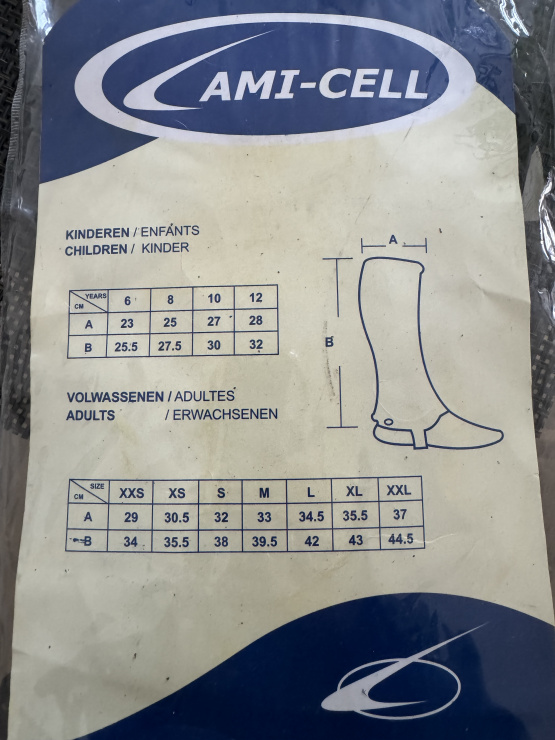 AMI-CELL
KINDEREN / ENFANTS
CHILDREN / KINDER
A
B
CM YEARS 6 8 10 12
A 23 25 27 28
B 25.5 27.5 30 32
VOLWASSENEN / ADULTES
ADULTS / ERWACHSENEN
CM SIZE XXS XS S M L XL XXL
A 29 30.5 32 33 34.5 35.5 37
B 34 35.5 38 39.5 42 43 44.5